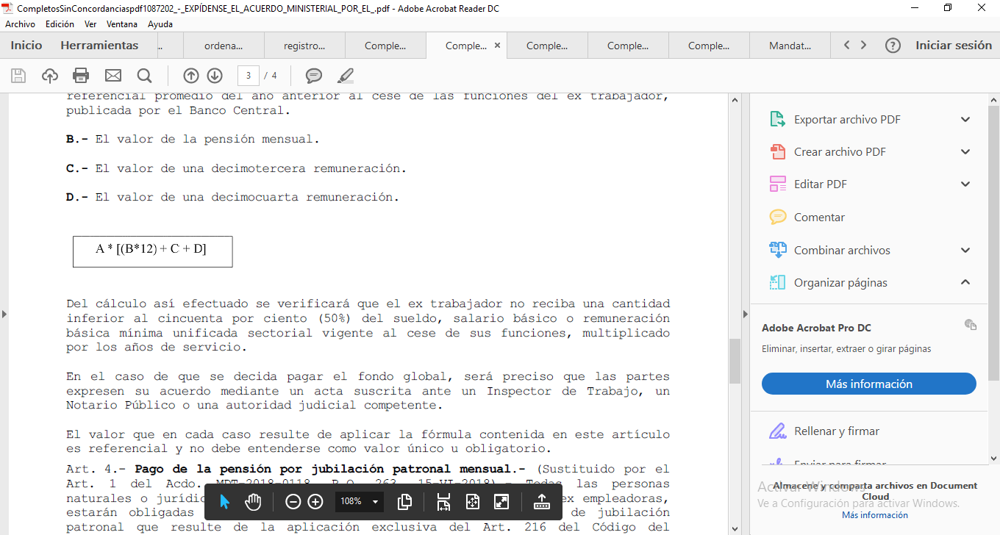 CompletosSinConcordanciaspdf1087202_-_EXPÍDENSE_EL_ACUERDO_MINISTERIAL_POR_EL_.pdf - Adobe Acrobat Reader DC
Archivo Edición Ver Ventana Ayuda
Inicio Herramientas .. ordena... registro... Comple... Comple... × Comple... Comple... Comple... Mandat... Iniciar sesión
3 / 4
referencial promedio del año anterior al cese de las funciones del ex trabajador,
publicada por el Banco Central.
B.- El valor de la pensión mensual.
C.- El valor de una decimotercera remuneración.
D.- El valor de una decimocuarta remuneración.
A * [(B*12) + C + D]
Del cálculo así efectuado se verificará que el ex trabajador no reciba una cantidad
inferior al cincuenta por ciento (50%) del sueldo, salario básico o remuneración
básica mínima unificada sectorial vigente al cese de sus funciones, multiplicado
por los años de servicio.
En el caso de que se decida pagar el fondo global, será preciso que las partes
expresen su acuerdo mediante un acta suscrita ante un Inspector de Trabajo, un
Notario Público o una autoridad judicial competente.
El valor que en cada caso resulte de aplicar la fórmula contenida en este artículo
es referencial y no debe entenderse como valor único u obligatorio.
Art. 4.- Pago de la pensión por jubilación patronal mensual.- (Sustituido por el
Art. 1 del Acdo. MDT-2018-0118, R.O. 263, 15-VI-2018).- Todas las personas
naturales o jurídic ex empleadoras,
estarán obligadas de jubilación
patronal que resulte de la aplicación exclusiva del Art. 216 del Código del
108%
Exportar archivo PDF
Crear archivo PDF
Editar PDF
Comentar
Combinar archivos
Organizar páginas
Adobe Acrobat Pro DC
Eliminar, insertar, extraer o girar páginas
Más información
Rellenar y firmar
Enviar para firmar
Activar Windows
Ve a Configuración para activar Windows.
Almacene y comparta archivos en Document
Cloud
Más información